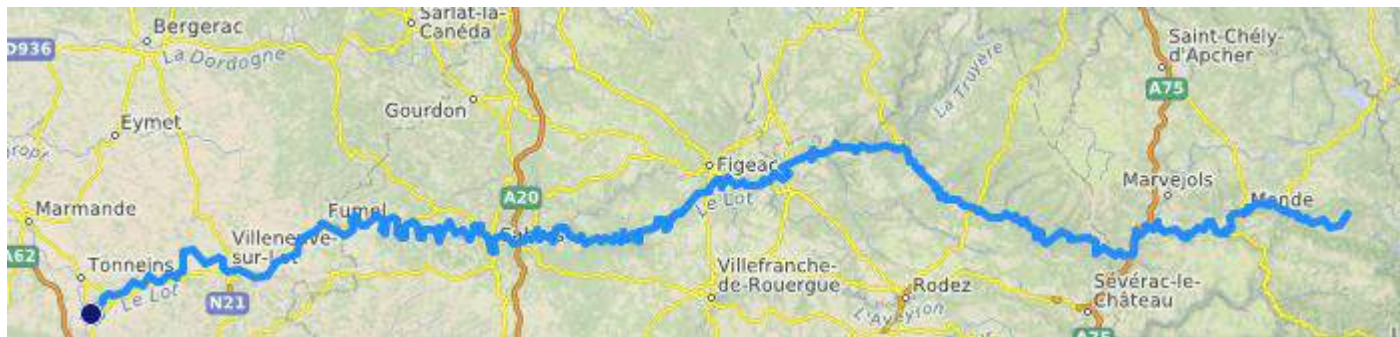 Sarlat-la-
Canéda
Bergerac
D936
La Dordogne
Saint-Chély-
d'Apcher
A75
La Truyère
Gourdon
Eymet
Figeac
A20
Le Lot
Marvejols
Mende
Marmande
Fumel
Villeneuve-
sur-Lot
A62
Tonneins
Le Lot
N21
Villefranche-
de-Rouergue
Rodez
L'Aveyron
Sévérac-le-
Château
A75